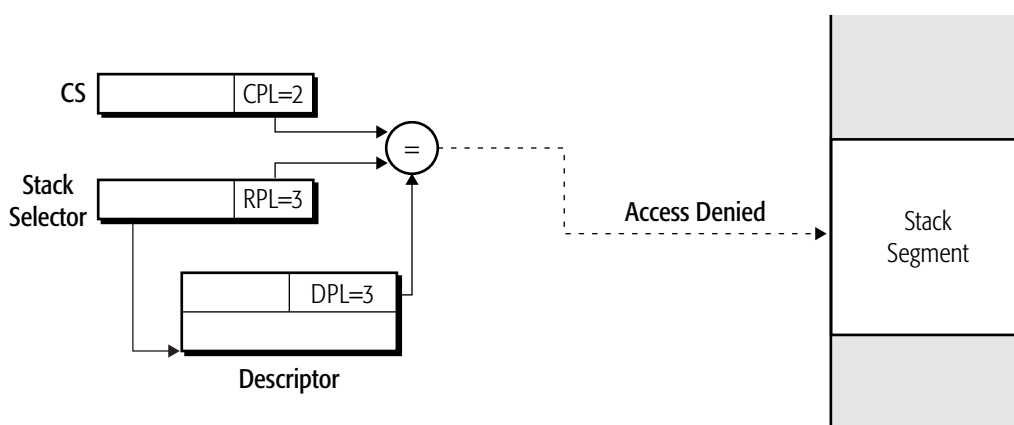 CS
CPL=2
=
Stack
Selector
RPL=3
Access Denied
Stack
Segment
DPL=3
Descriptor